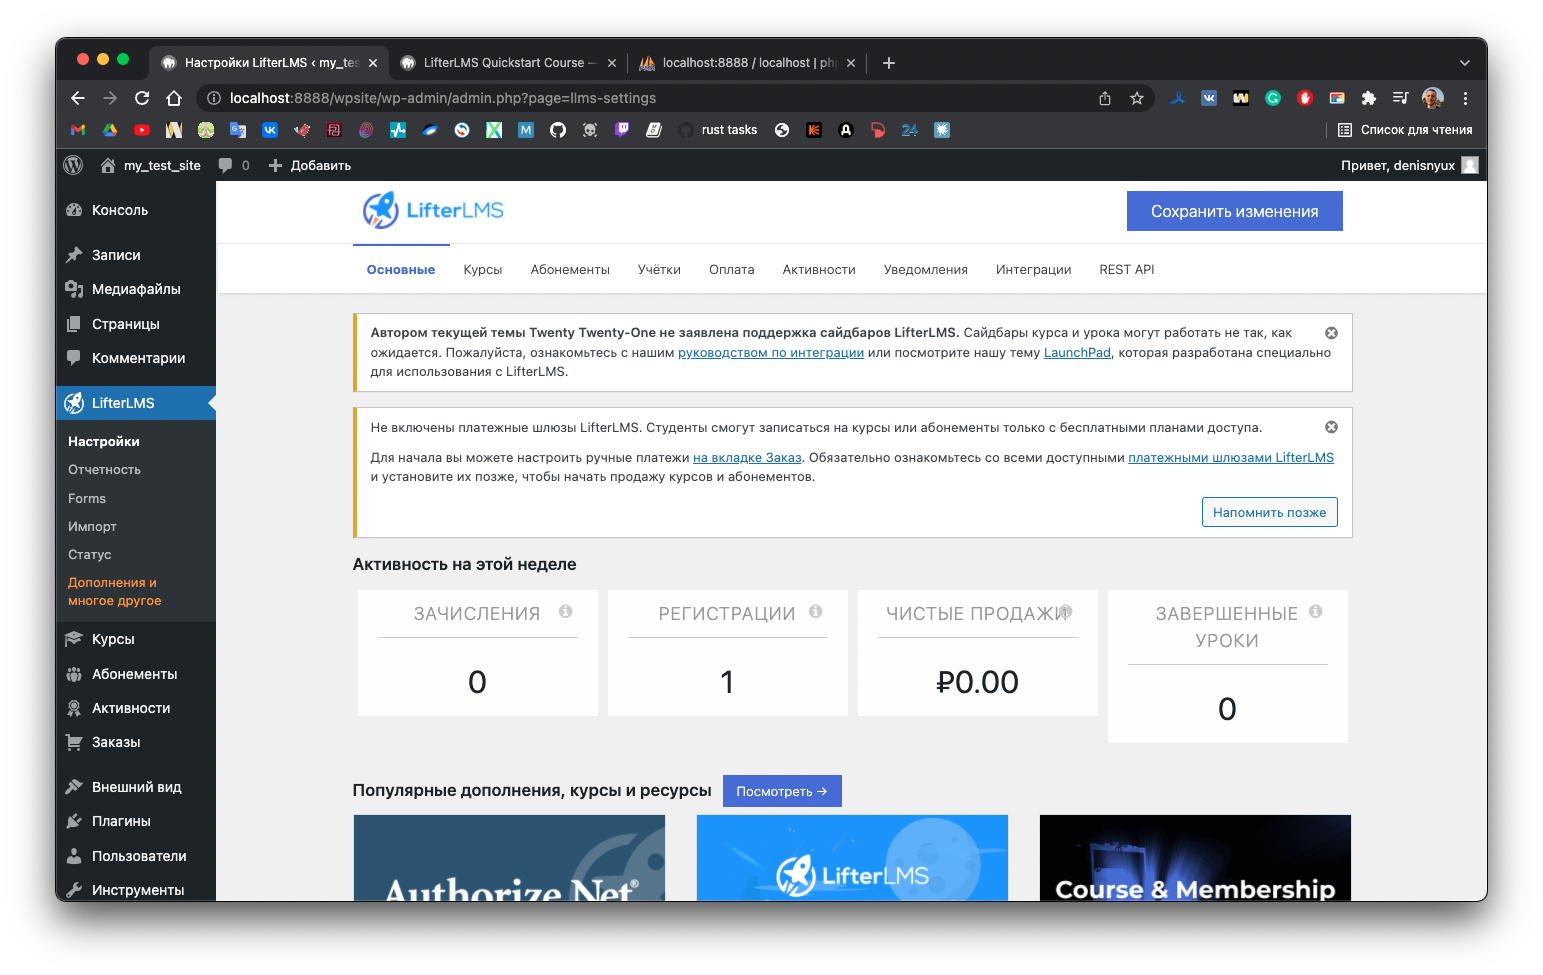 Настройки LifterLMS ‹ my_tes
LifterLMS Quickstart Course –
localhost:8888 / localhost | ph
localhost:8888/wpsite/wp-admin/admin.php?page=llms-settings
rust tasks
24
Список для чтения
my_test_site
0
Добавить
Привет, denisnyux
Консоль
Записи
Медиафайлы
Страницы
Комментарии
LifterLMS
Настройки
Отчетность
Forms
Импорт
Статус
Дополнения и
многое другое
Курсы
Абонементы
Активности
Заказы
Внешний вид
Плагины
Пользователи
Инструменты
LifterLMS
Сохранить изменения
Основные
Курсы
Абонементы
Учётки
Оплата
Активности
Уведомления
Интеграции
REST API
Автором текущей темы Twenty Twenty-One не заявлена поддержка сайдбаров LifterLMS. Сайдбары курса и урока могут работать не так, как
ожидается. Пожалуйста, ознакомьтесь с нашим руководством по интеграции или посмотрите нашу тему LaunchPad, которая разработана специально
для использования с LifterLMS.
Не включены платежные шлюзы LifterLMS. Студенты смогут записаться на курсы или абонементы только с бесплатными планами доступа.
Для начала вы можете настроить ручные платежи на вкладке Заказ. Обязательно ознакомьтесь со всеми доступными платежными шлюзами LifterLMS
и установите их позже, чтобы начать продажу курсов и абонементов.
Напомнить позже
Активность на этой неделе
ЗАЧИСЛЕНИЯ
0
РЕГИСТРАЦИИ
1
ЧИСТЫЕ ПРОДАЖИ
₽0.00
ЗАВЕРШЕННЫЕ
УРОКИ
0
Популярные дополнения, курсы и ресурсы
Посмотреть →
Authorize.Net®
LifterLMS
Course & Membership